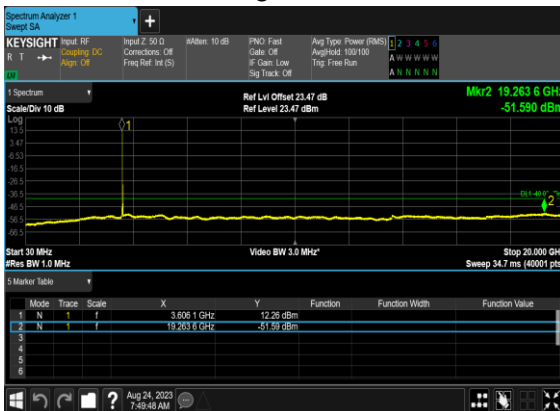 Spectrum Analyzer 1
Swept SA
KEYSIGHT Input: RF Input Z: 50 Ω #Atten: 10 dB PNO: Fast Avg Type: Power (RMS) 1 2 3 4 5 6
R T Coupling: DC Corrections: Off Gate: Off Avg|Hold: 100/100 A W W W W W
Align: Off Freq Ref: Int (S) IF Gain: Low Trig: Free Run
Sig Track: Off A N N N N N
1 Spectrum Ref Lvl Offset 23.47 dB Mkr2 19.263 6 GHz
Scale/Div 10 dB Ref Level 23.47 dBm -51.590 dBm
Log
13.5
3.47
-6.53
-16.5
-26.5
-36.5
-46.5
-56.5
-66.5
1
2
Start 30 MHz Video BW 3.0 MHz* Stop 20.000 GH
#Res BW 1.0 MHz Sweep 34.7 ms (40001 pts
5 Marker Table
Mode Trace Scale X Y Function Function Width Function Value
1 N 1 f 3.606 1 GHz 12.26 dBm
2 N 1 f 19.263 6 GHz -51.59 dBm
3
4
5
6
? Aug 24, 2023
7:49:48 AM